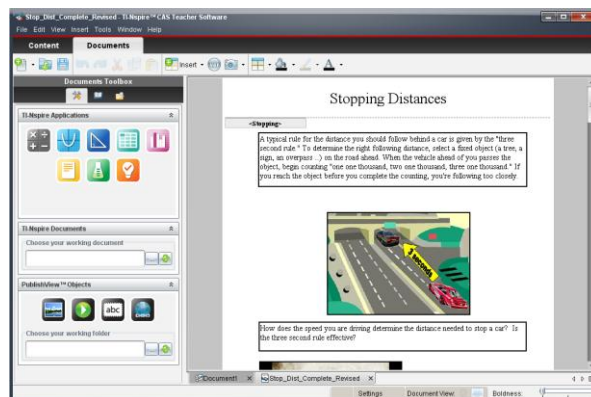 Stop_Dist_Complete_Revised - TI-Nspire™ CAS Teacher Software
File Edit View Insert Tools Window Help
Content Documents
Insert
Documents Toolbox
TI-Nspire Applications
TI-Nspire Documents
Choose your working document
PublishView™ Objects
abc
Choose your working folder
Stopping Distances
<Stopping>
A typical rule for the distance you should follow behind a car is given by the "three
second rule." To determine the right following distance, select a fixed object (a tree, a
sign, an overpass ...) on the road ahead. When the vehicle ahead of you passes the
object, begin counting "one one thousand, two one thousand, three one thousand." If
you reach the object before you complete the counting, you're following too closely.
3 seconds
How does the speed you are driving determine the distance needed to stop a car? Is
the three second rule effective?
Document1 Stop_Dist_Complete_Revised
Settings Document View Boldness: